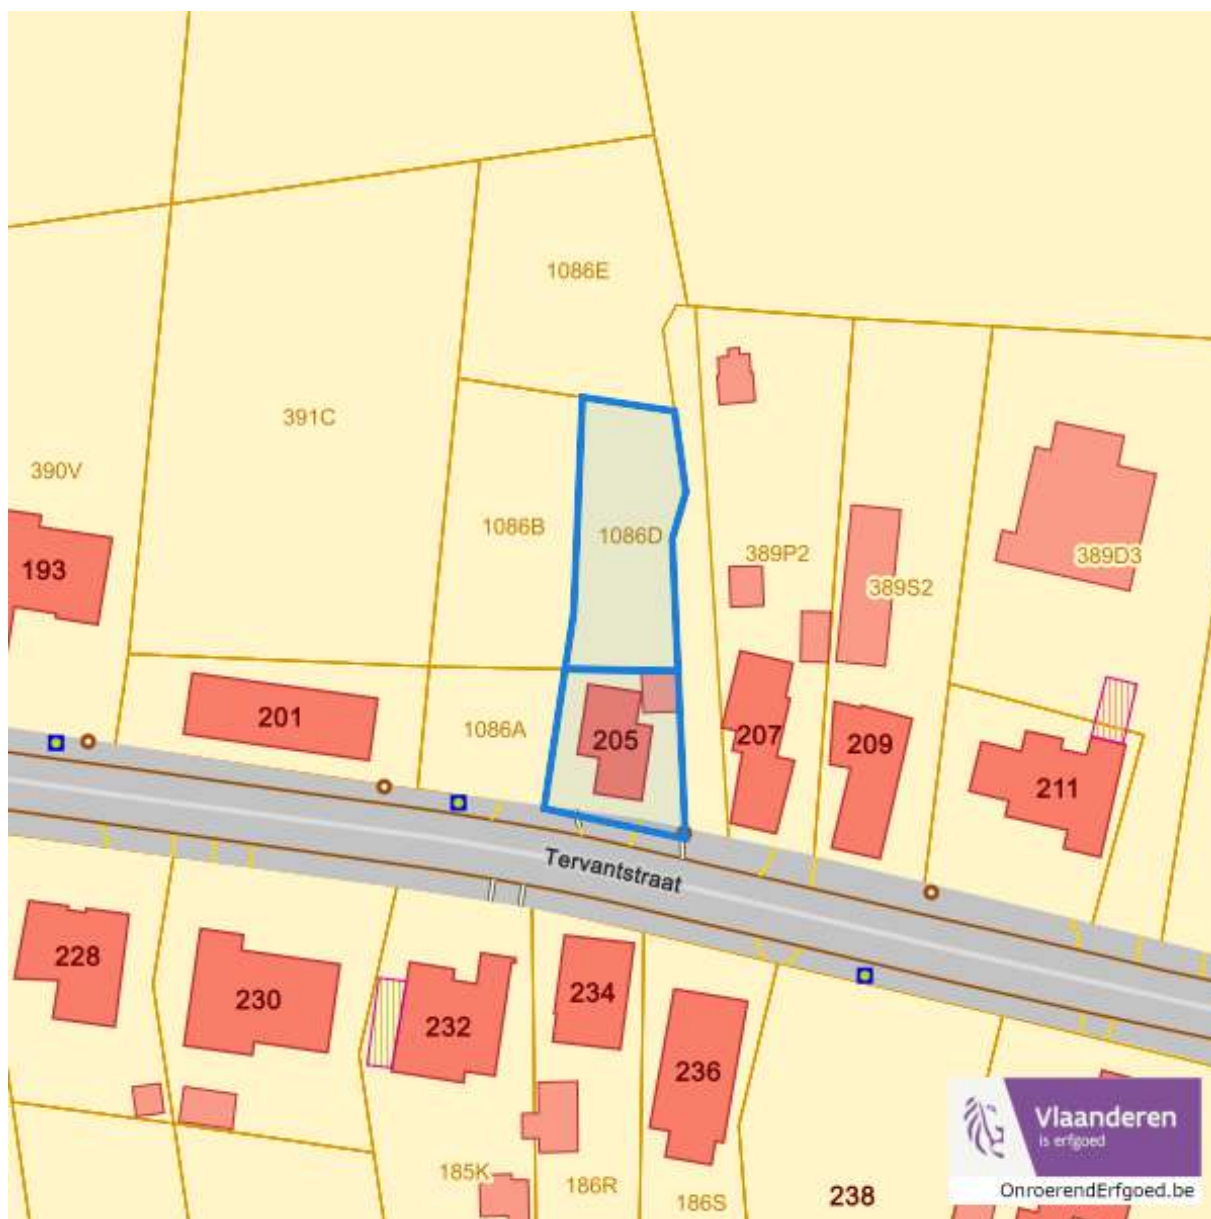 1086E
391C
390V
1086B
1086D
389P2
389D3
389S2
193
201
1086A
205
207
209
211
Tervantstraat
228
230
232
234
236
185K
186R
186S
238
Vlaanderen
is erfgoed
OnroerendErfgoed.be